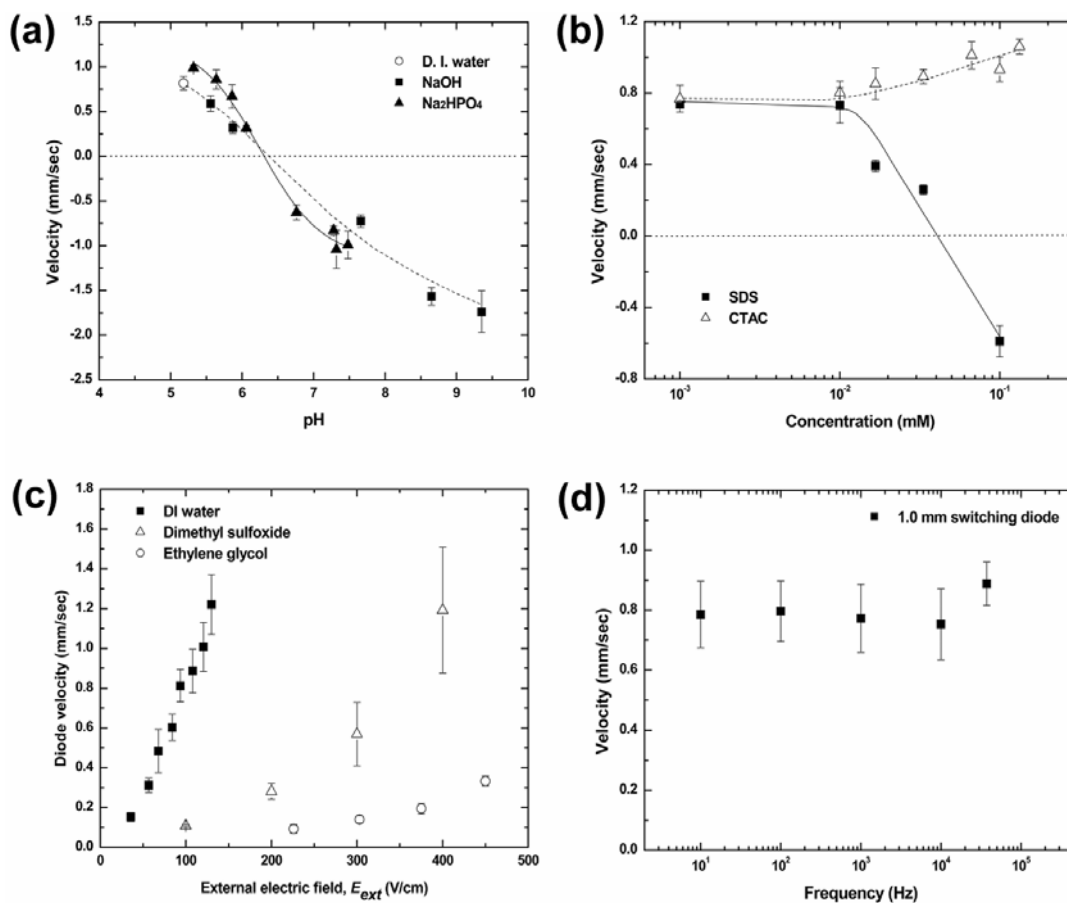 (a)
1.5
1.0
0.5
0.0
-0.5
-1.0
-1.5
-2.0
-2.5
Velocity (mm/sec)
D. I. water
NaOH
Na₂HPO₄
4 5 6 7 8 9 10
pH
(b)
1.2
0.8
0.4
0.0
-0.4
-0.8
Velocity (mm/sec)
SDS
CTAC
10⁻³ 10⁻² 10⁻¹
Concentration (mM)
(c)
1.8
1.6
1.4
1.2
1.0
0.8
0.6
0.4
0.2
0.0
Diode velocity (mm/sec)
DI water
Dimethyl sulfoxide
Ethylene glycol
0 100 200 300 400 500
External electric field, E_ext (V/cm)
(d)
1.2
1.0
0.8
0.6
0.4
0.2
0.0
Velocity (mm/sec)
1.0 mm switching diode
10¹ 10² 10³ 10⁴ 10⁵
Frequency (Hz)